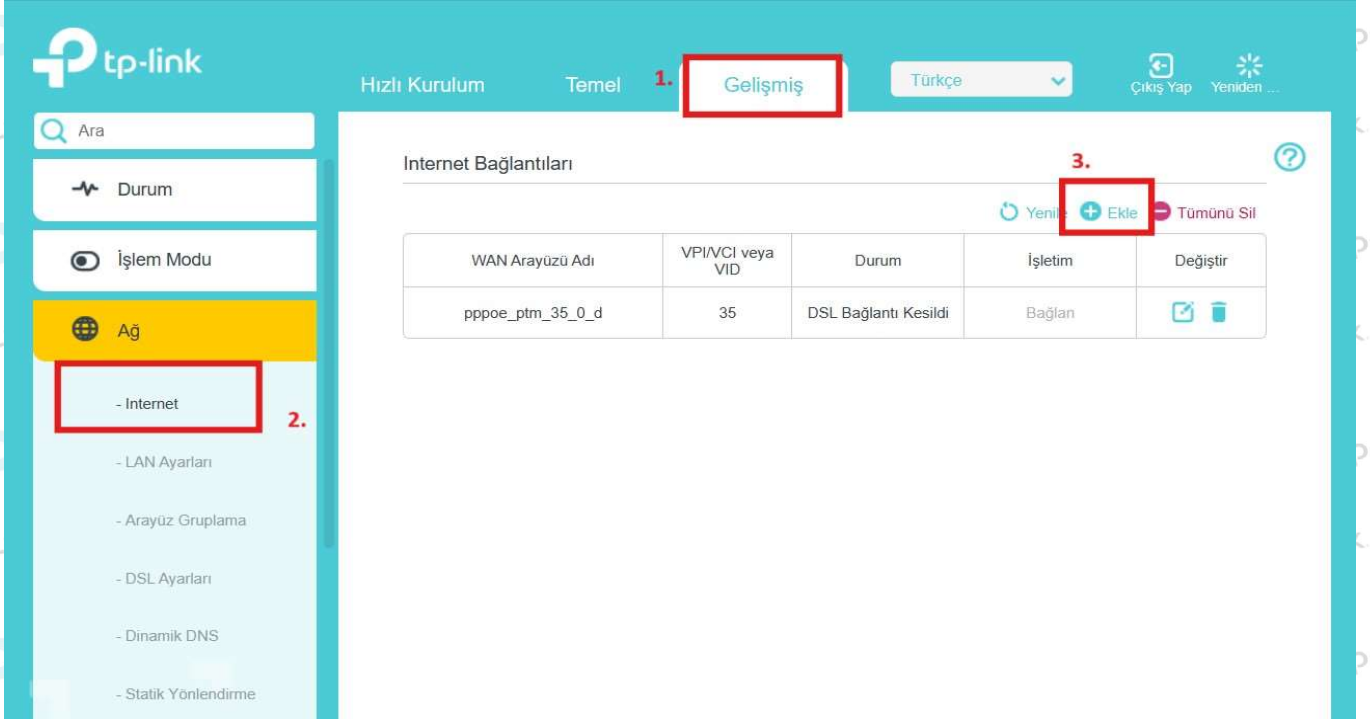 tp-link
Hızlı Kurulum
Temel
1.
Gelişmiş
Türkçe
Çıkış Yap
Yeniden ...
Ara
Durum
İşlem Modu
Ağ
- Internet
2.
- LAN Ayarları
- Arayüz Gruplama
- DSL Ayarları
- Dinamik DNS
- Statik Yönlendirme
Internet Bağlantıları
3.
Yenile
Ekle
Tümünü Sil
WAN Arayüzü Adı
VPI/VCI veya
VID
Durum
İşletim
Değiştir
pppoe_ptm_35_0_d
35
DSL Bağlantı Kesildi
Bağlan